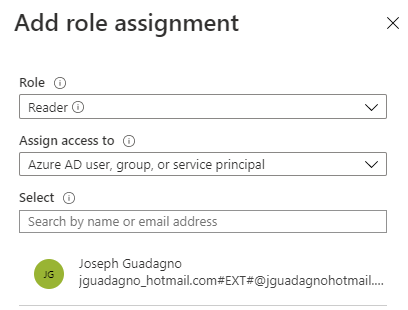 Add role assignment
Role
Reader
Assign access to
Azure AD user, group, or service principal
Select
Search by name or email address
JG
Joseph Guadagno
jguadagno_hotmail.com#EXT#@jguadagnohotmail....